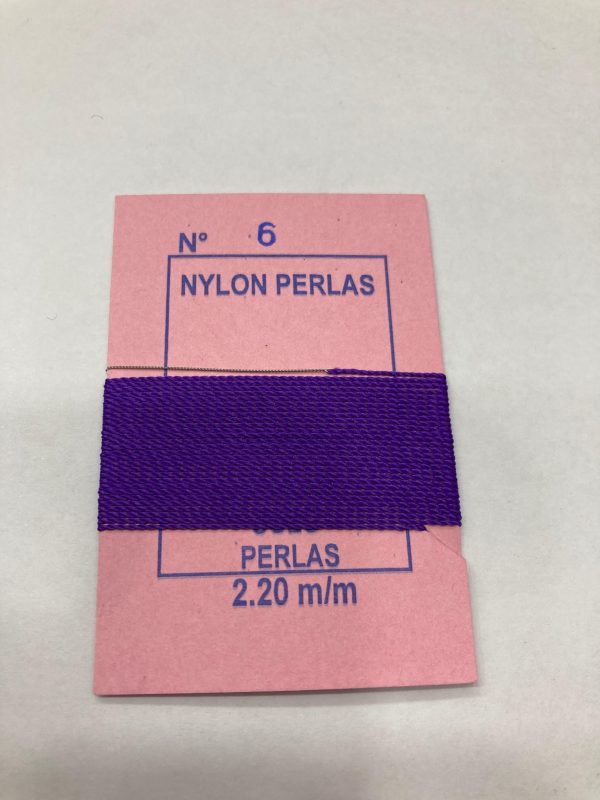 Nº 6
NYLON PERLAS
PERLAS
2.20 m/m